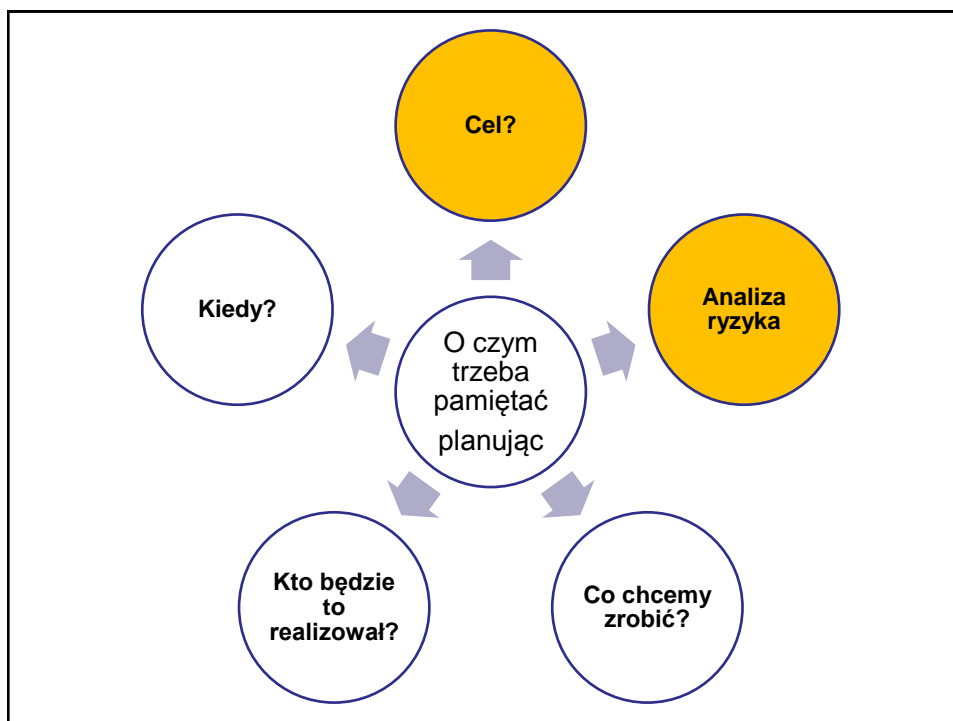 Cel?
Analiza
ryzyka
Co chcemy
zrobić?
Kto będzie
to
realizował?
Kiedy?
O czym
trzeba
pamiętać
planując